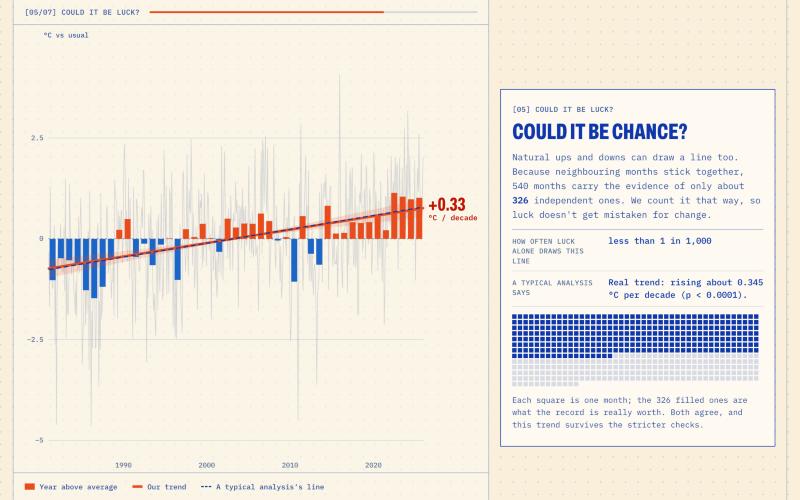 [05/07] COULD IT BE LUCK?
°C vs usual
2.5
0
−2.5
−5
1990 2000 2010 2020
+0.33
°C / decade
Year above average Our trend A typical analysis's line
[05] COULD IT BE LUCK?
COULD IT BE CHANCE?
Natural ups and downs can draw a line too.
Because neighbouring months stick together,
540 months carry the evidence of only about
326 independent ones. We count it that way, so
luck doesn't get mistaken for change.
HOW OFTEN LUCK
ALONE DRAWS THIS
LINE
less than 1 in 1,000
A TYPICAL ANALYSIS
SAYS
Real trend: rising about 0.345
°C per decade (p < 0.0001).
Each square is one month; the 326 filled ones are
what the record is really worth. Both agree, and
this trend survives the stricter checks.